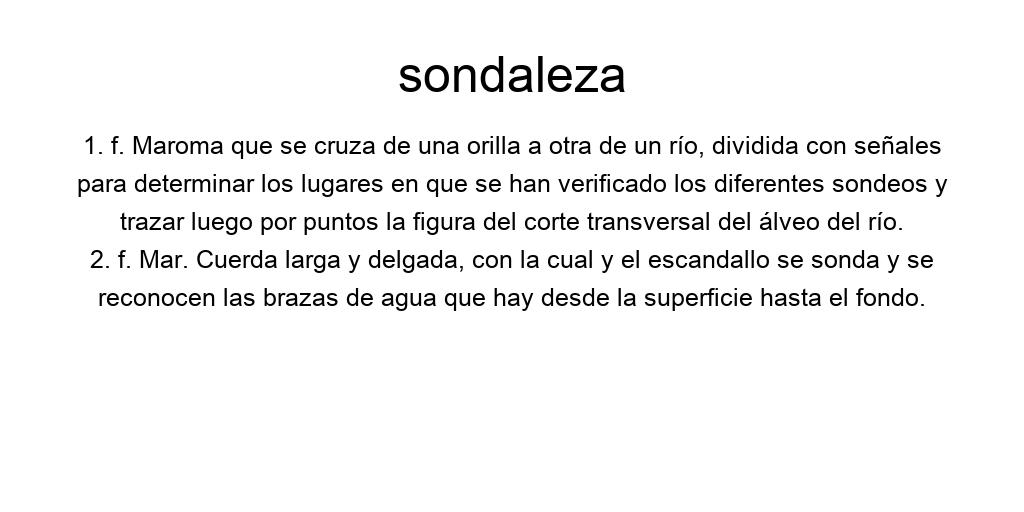 sondaleza
1. f. Maroma que se cruza de una orilla a otra de un río, dividida con señales
para determinar los lugares en que se han verificado los diferentes sondeos y
trazar luego por puntos la figura del corte transversal del álveo del río.
2. f. Mar. Cuerda larga y delgada, con la cual y el escandallo se sonda y se
reconocen las brazas de agua que hay desde la superficie hasta el fondo.